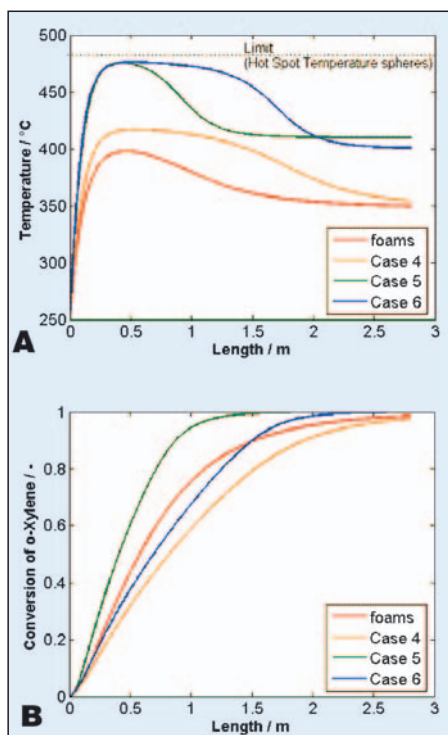 500
450
400
350
300
250
Temperature / °C
Limit
(Hot Spot Temperature spheres)
foams
Case 4
Case 5
Case 6
0
0.5
1
1.5
2
2.5
3
Length / m
A
1
0.8
0.6
0.4
0.2
0
Conversion of o-Xylene / -
foams
Case 4
Case 5
Case 6
0
0.5
1
1.5
2
2.5
3
Length / m
B